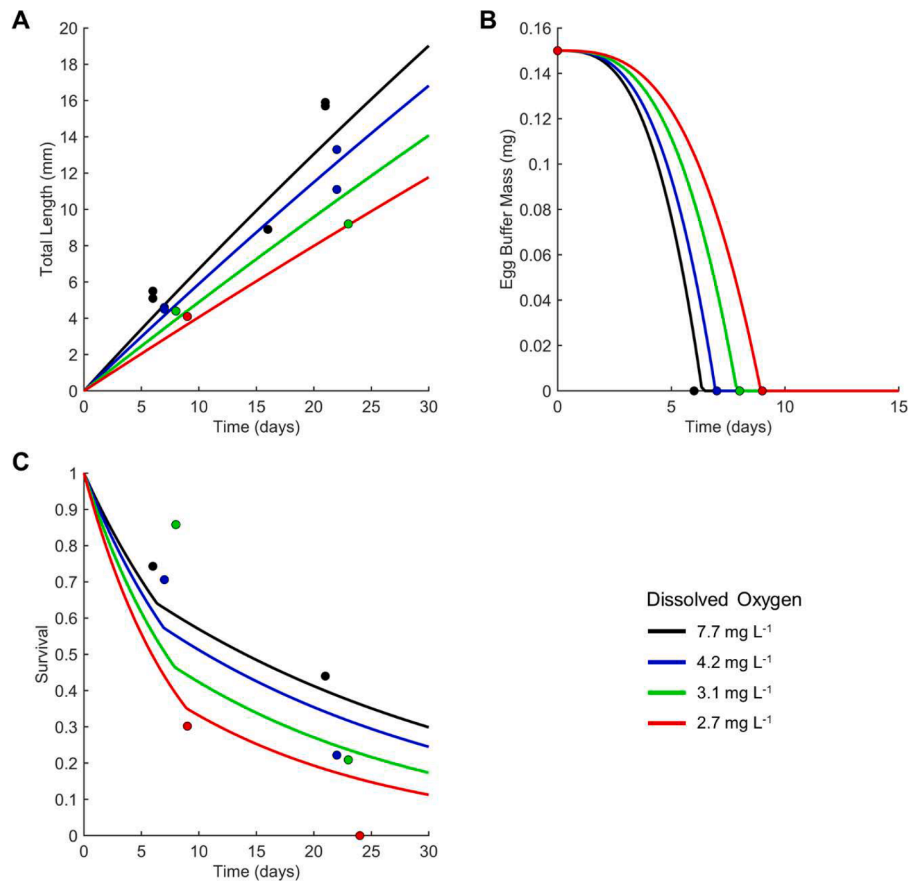 A
Total Length (mm)
20
18
16
14
12
10
8
6
4
2
0
0 5 10 15 20 25 30
Time (days)
B
Egg Buffer Mass (mg)
0.16
0.14
0.12
0.1
0.08
0.06
0.04
0.02
0
0 5 10 15
Time (days)
C
Survival
1
0.9
0.8
0.7
0.6
0.5
0.4
0.3
0.2
0.1
0
0 5 10 15 20 25 30
Time (days)
Dissolved Oxygen
7.7 mg L⁻¹
4.2 mg L⁻¹
3.1 mg L⁻¹
2.7 mg L⁻¹